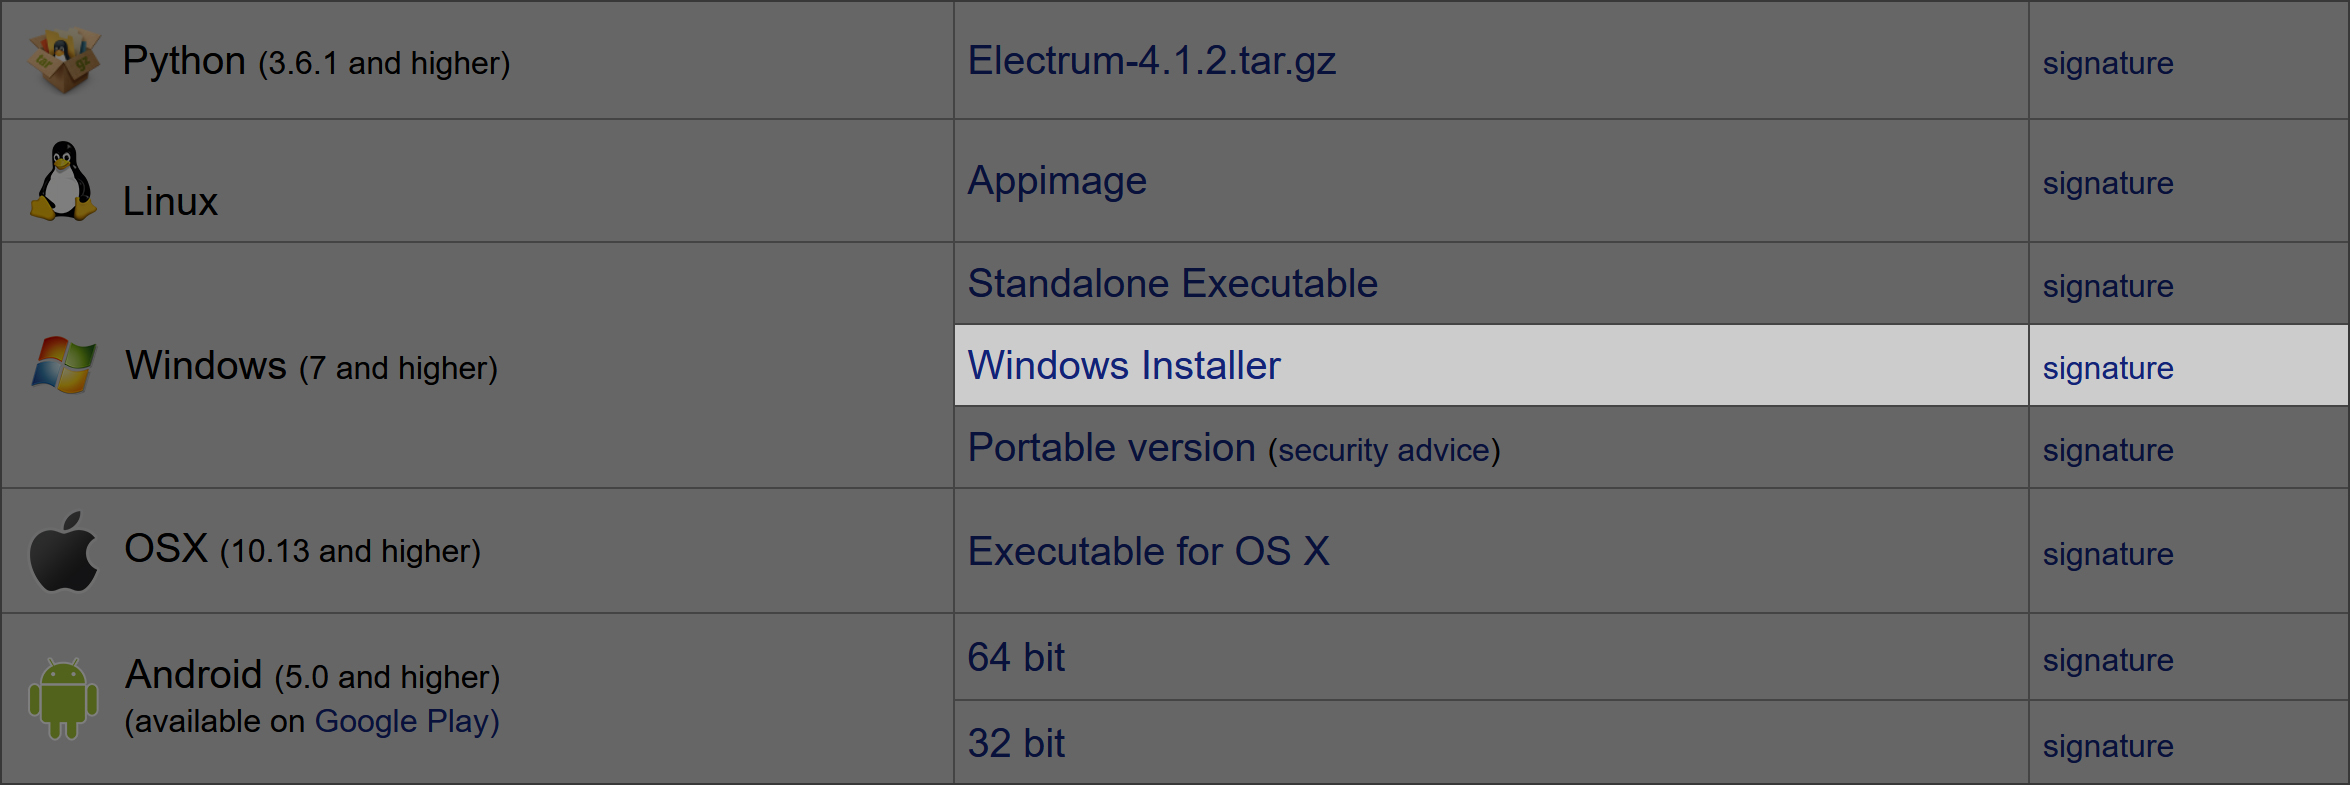 tar gz
Python (3.6.1 and higher)
Electrum-4.1.2.tar.gz
signature
Linux
Appimage
signature
Standalone Executable
signature
Windows (7 and higher)
Windows Installer
signature
Portable version (security advice)
signature
OSX (10.13 and higher)
Executable for OS X
signature
Android (5.0 and higher)
(available on Google Play)
64 bit
signature
32 bit
signature